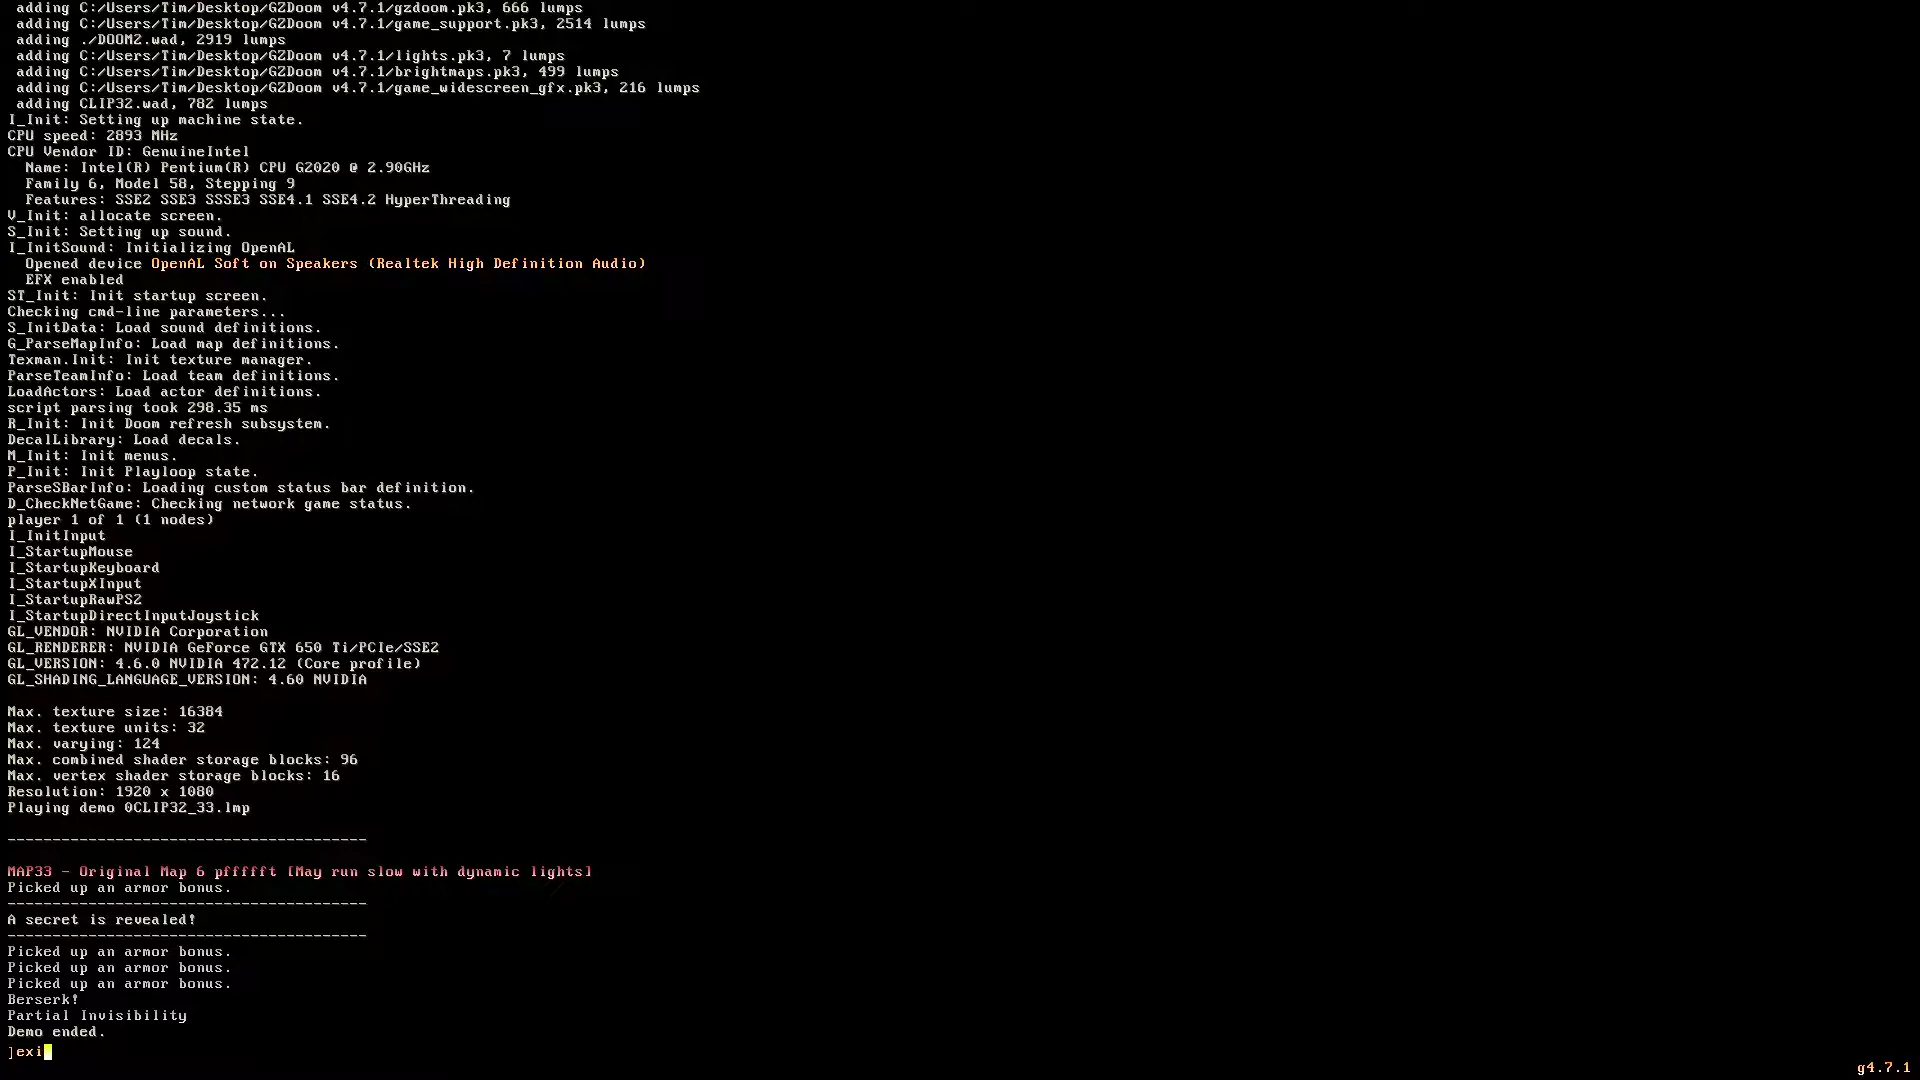 adding C:/Users/Tim/Desktop/GZDoom v4.7.1/gzdoom.pk3, 666 lumps
adding C:/Users/Tim/Desktop/GZDoom v4.7.1/game_support.pk3, 2514 lumps
adding ./DOOM2.wad, 2919 lumps
adding C:/Users/Tim/Desktop/GZDoom v4.7.1/lights.pk3, 7 lumps
adding C:/Users/Tim/Desktop/GZDoom v4.7.1/brightmaps.pk3, 499 lumps
adding C:/Users/Tim/Desktop/GZDoom v4.7.1/game_widescreen_gfx.pk3, 216 lumps
adding CLIP32.wad, 782 lumps
I_Init: Setting up machine state.
CPU speed: 2893 MHz
CPU Vendor ID: GenuineIntel
Name: Intel(R) Pentium(R) CPU G2020 @ 2.90GHz
Family 6, Model 58, Stepping 9
Features: SSE2 SSE3 SSSE3 SSE4.1 SSE4.2 HyperThreading
V_Init: allocate screen.
S_Init: Setting up sound.
I_InitSound: Initializing OpenAL
Opened device OpenAL Soft on Speakers (Realtek High Definition Audio)
EFX enabled
ST_Init: Init startup screen.
Checking cmd-line parameters...
S_InitData: Load sound definitions.
G_ParseMapInfo: Load map definitions.
Texman.Init: Init texture manager.
ParseTeamInfo: Load team definitions.
LoadActors: Load actor definitions.
script parsing took 298.35 ms
R_Init: Init Doom refresh subsystem.
DecalLibrary: Load decals.
M_Init: Init menus.
P_Init: Init Playloop state.
ParseSBarInfo: Loading custom status bar definition.
D_CheckNetGame: Checking network game status.
player 1 of 1 (1 nodes)
I_InitInput
I_StartupMouse
I_StartupKeyboard
I_StartupXInput
I_StartupRawPS2
I_StartupDirectInputJoystick
GL_VENDOR: NVIDIA Corporation
GL_RENDERER: NVIDIA GeForce GTX 650 Ti/PCIe/SSE2
GL_VERSION: 4.6.0 NVIDIA 472.12 (Core profile)
GL_SHADING_LANGUAGE_VERSION: 4.60 NVIDIA
Max. texture size: 16384
Max. texture units: 32
Max. varying: 124
Max. combined shader storage blocks: 96
Max. vertex shader storage blocks: 16
Resolution: 1920 x 1080
Playing demo 0CLIP32_33.lmp
----------------------------------------
MAP33 - Original Map 6 pffffft [May run slow with dynamic lights]
Picked up an armor bonus.
----------------------------------------
A secret is revealed!
----------------------------------------
Picked up an armor bonus.
Picked up an armor bonus.
Picked up an armor bonus.
Berserk!
Partial Invisibility
Demo ended.
]exi
g4.7.1